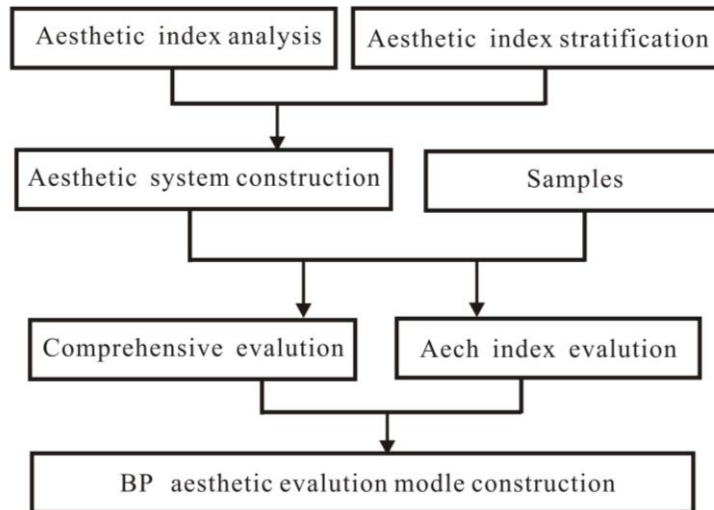 Aesthetic index analysis
Aesthetic index stratification
Aesthetic system construction
Samples
Comprehensive evalution
Aech index evalution
BP aesthetic evalution modle construction